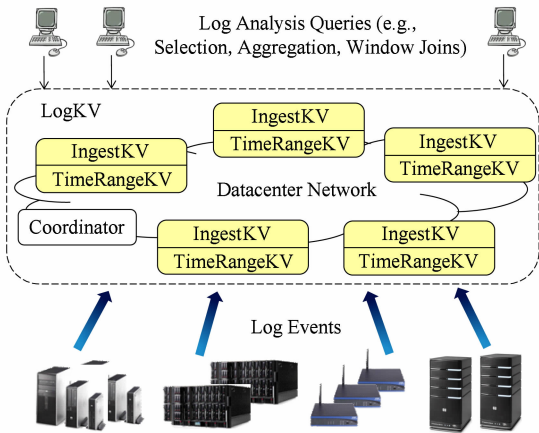 Log Analysis Queries (e.g.,
Selection, Aggregation, Window Joins)
LogKV
IngestKV
TimeRangeKV
IngestKV
TimeRangeKV
IngestKV
TimeRangeKV
Datacenter Network
Coordinator
IngestKV
TimeRangeKV
IngestKV
TimeRangeKV
Log Events